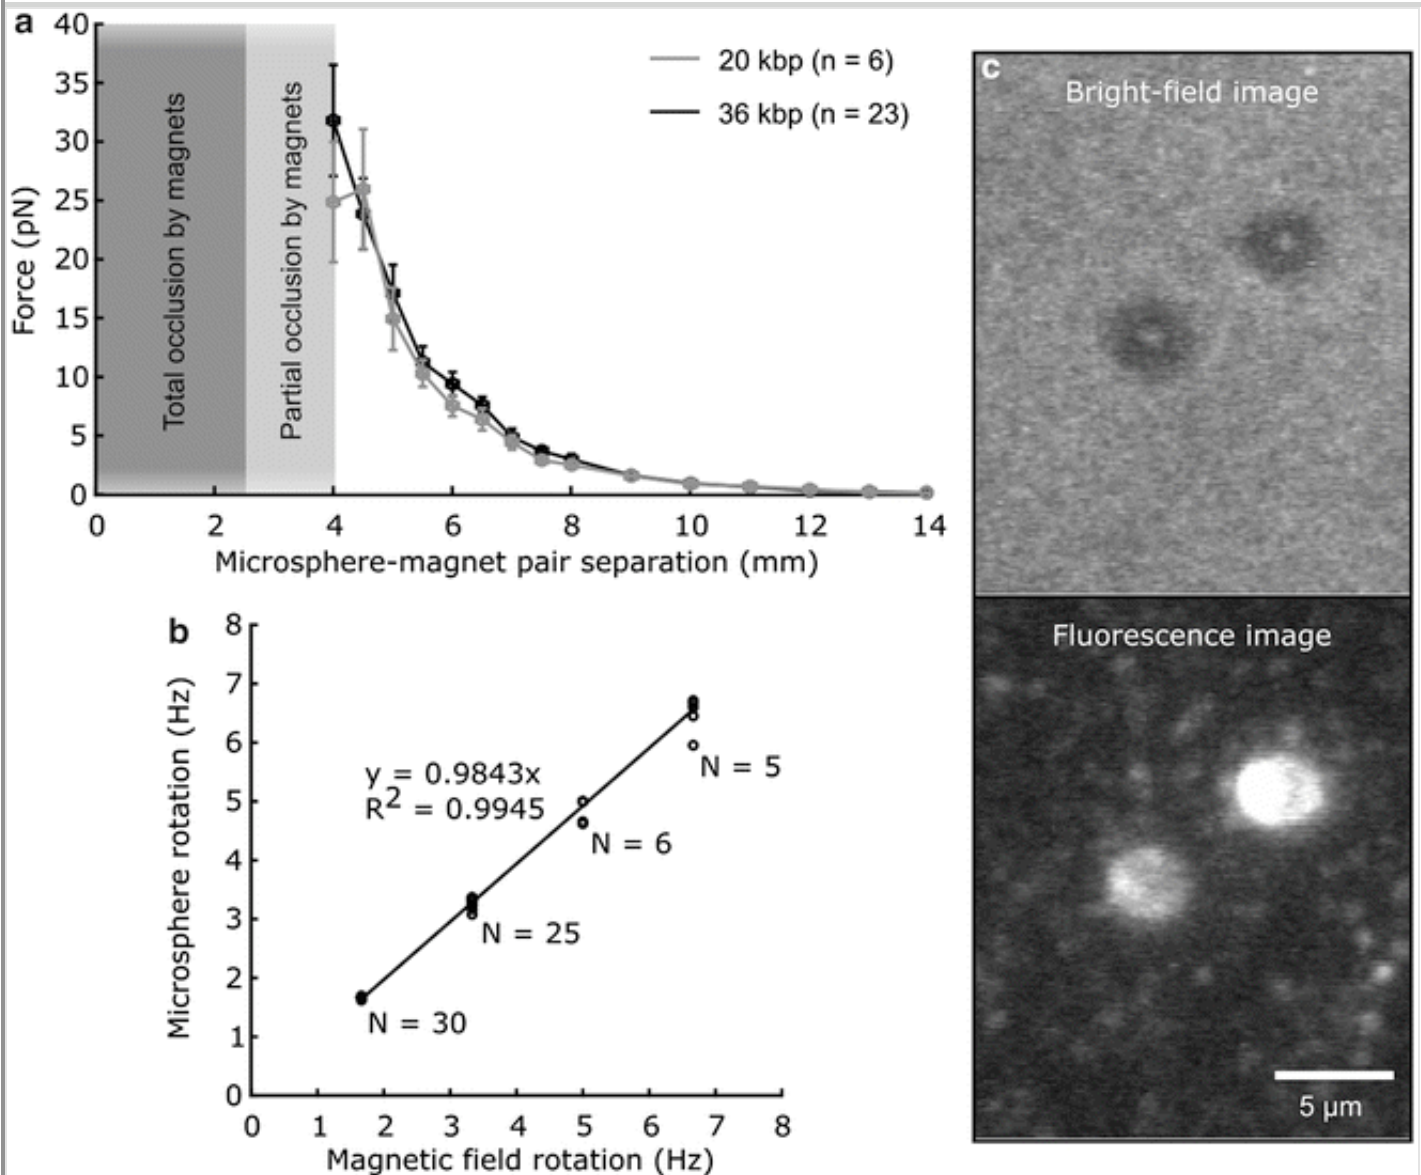 a
40
35
30
25
20
15
10
5
0
Force (pN)
Total occlusion by magnets
Partial occlusion by magnets
20 kbp (n = 6)
36 kbp (n = 23)
0 2 4 6 8 10 12 14
Microsphere-magnet pair separation (mm)
b
8
7
6
5
4
3
2
1
0
Microsphere rotation (Hz)
y = 0.9843x
R² = 0.9945
N = 5
N = 6
N = 25
N = 30
0 1 2 3 4 5 6 7 8
Magnetic field rotation (Hz)
c
Bright-field image
Fluorescence image
5 µm